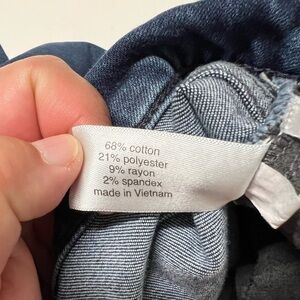 68% cotton
21% polyester
9% rayon
2% spandex
made in Vietnam